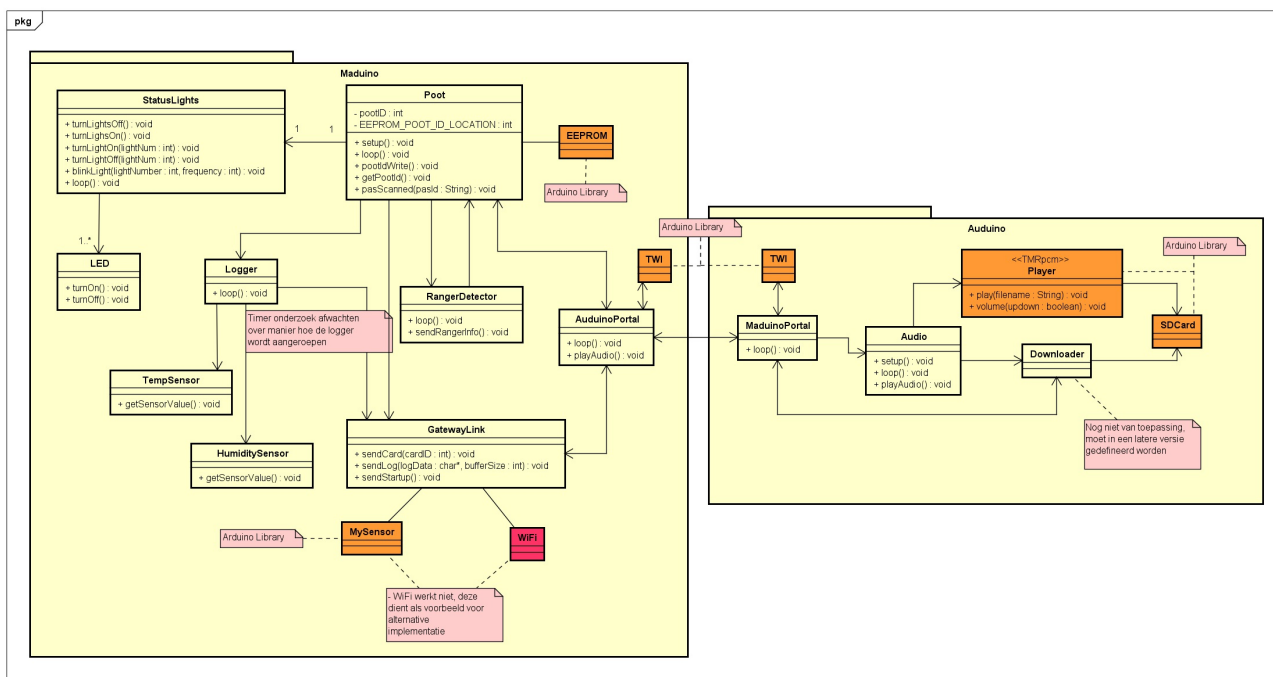 pkg
Maduino
StatusLights
+ turnLightsOff() : void
+ turnLighsOn() : void
+ turnLightOn(lightNum : int) : void
+ turnLightOff(lightNum : int) : void
+ blinkLight(lightNumber : int, frequency : int) : void
+ loop() : void
1
1
Poot
- pootID : int
- EEPROM_POOT_ID_LOCATION : int
+ setup() : void
+ loop() : void
+ pootIdWrite() : void
+ getPootId() : void
+ pasScanned(pasId : String) : void
EEPROM
Arduino Library
1..*
LED
+ turnOn() : void
+ turnOff() : void
Logger
+ loop() : void
Timer onderzoek afwachten
over manier hoe de logger
wordt aangeroepen
RangerDetector
+ loop() : void
+ sendRangerInfo() : void
TWI
AuduinoPortal
+ loop() : void
+ playAudio() : void
TempSensor
+ getSensorValue() : void
HumiditySensor
+ getSensorValue() : void
GatewayLink
+ sendCard(cardID : int) : void
+ sendLog(logData : char*, bufferSize : int) : void
+ sendStartup() : void
Arduino Library
MySensor
WiFi
- WiFi werkt niet, deze
dient als voorbeeld voor
alternative
implementatie
Arduino Library
Auduino
TWI
MaduinoPortal
+ loop() : void
<<TMRpcm>>
Player
+ play(filename : String) : void
+ volume(updown : boolean) : void
Arduino Library
SDCard
Audio
+ setup() : void
+ loop() : void
+ playAudio() : void
Downloader
Nog niet van toepassing,
moet in een latere versie
gedefineerd worden